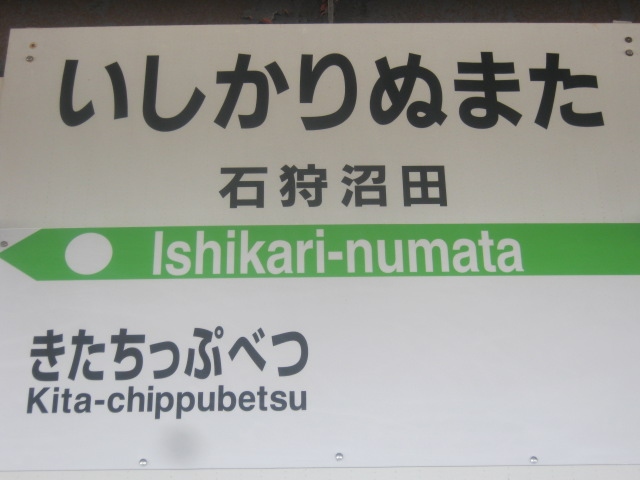 いしかりぬまた
石狩沼田
Ishikari-numata
きたちっぷべつ
Kita-chippubetsu